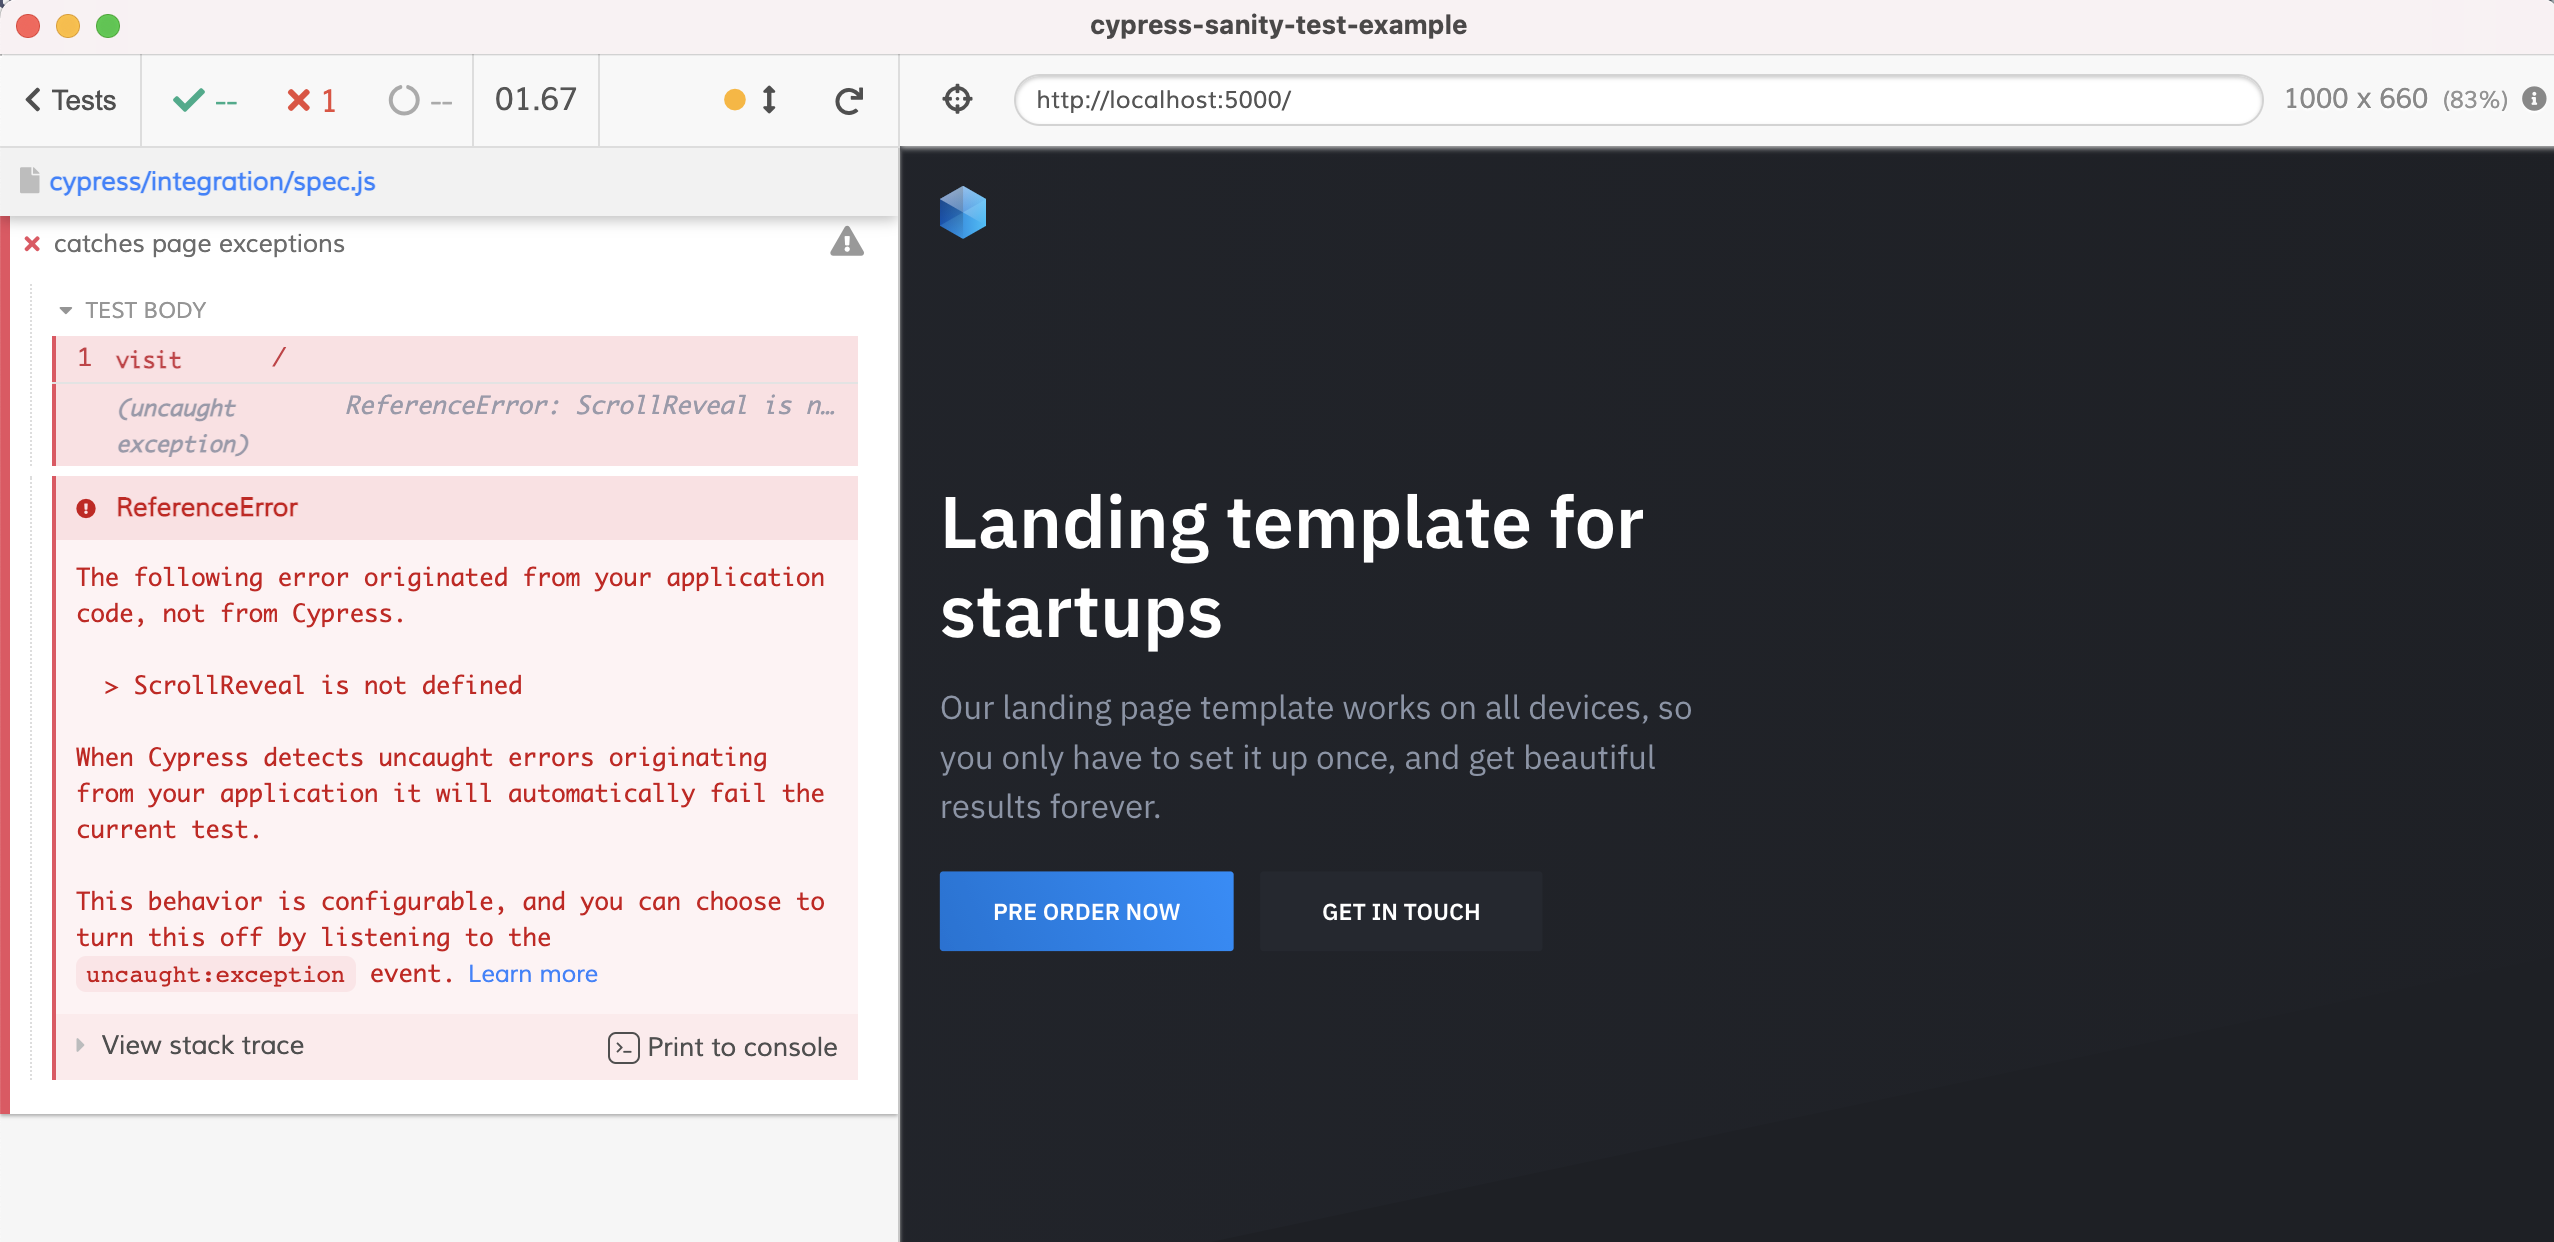 cypress-sanity-test-example
Tests
--
1
--
01.67
http://localhost:5000/
1000 x 660 (83%)
cypress/integration/spec.js
catches page exceptions
TEST BODY
1 visit /
(uncaught exception) ReferenceError: ScrollReveal is n…
ReferenceError
The following error originated from your application
code, not from Cypress.
> ScrollReveal is not defined
When Cypress detects uncaught errors originating
from your application it will automatically fail the
current test.
This behavior is configurable, and you can choose to
turn this off by listening to the
uncaught:exception event. Learn more
View stack trace
Print to console
Landing template for
startups
Our landing page template works on all devices, so
you only have to set it up once, and get beautiful
results forever.
PRE ORDER NOW
GET IN TOUCH